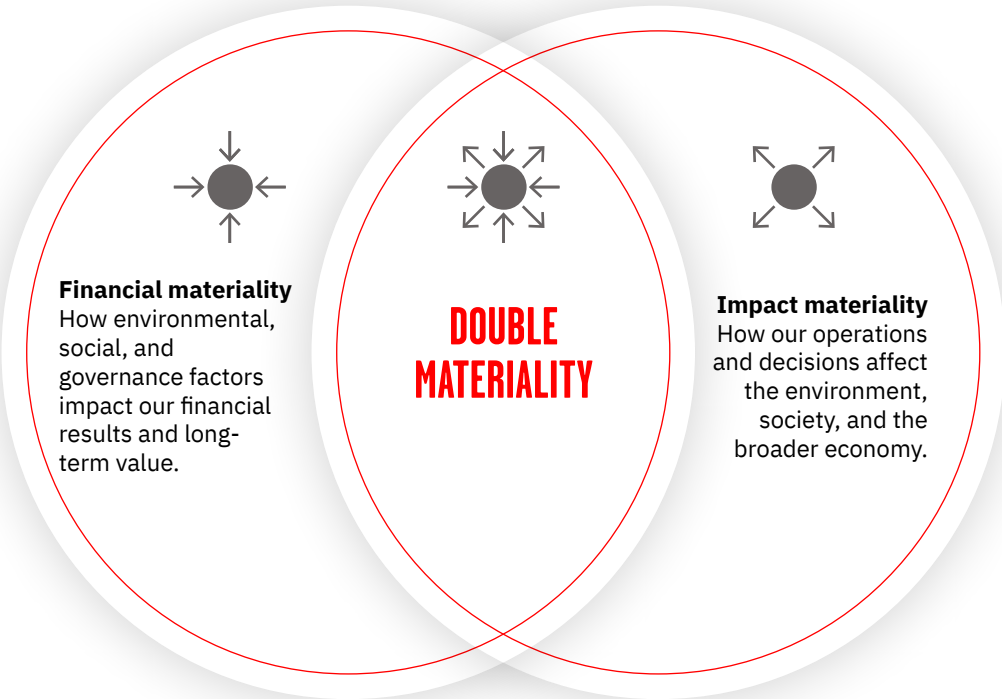 Financial materiality
How environmental,
social, and
governance factors
impact our financial
results and long-
term value.
DOUBLE
MATERIALITY
Impact materiality
How our operations
and decisions affect
the environment,
society, and the
broader economy.